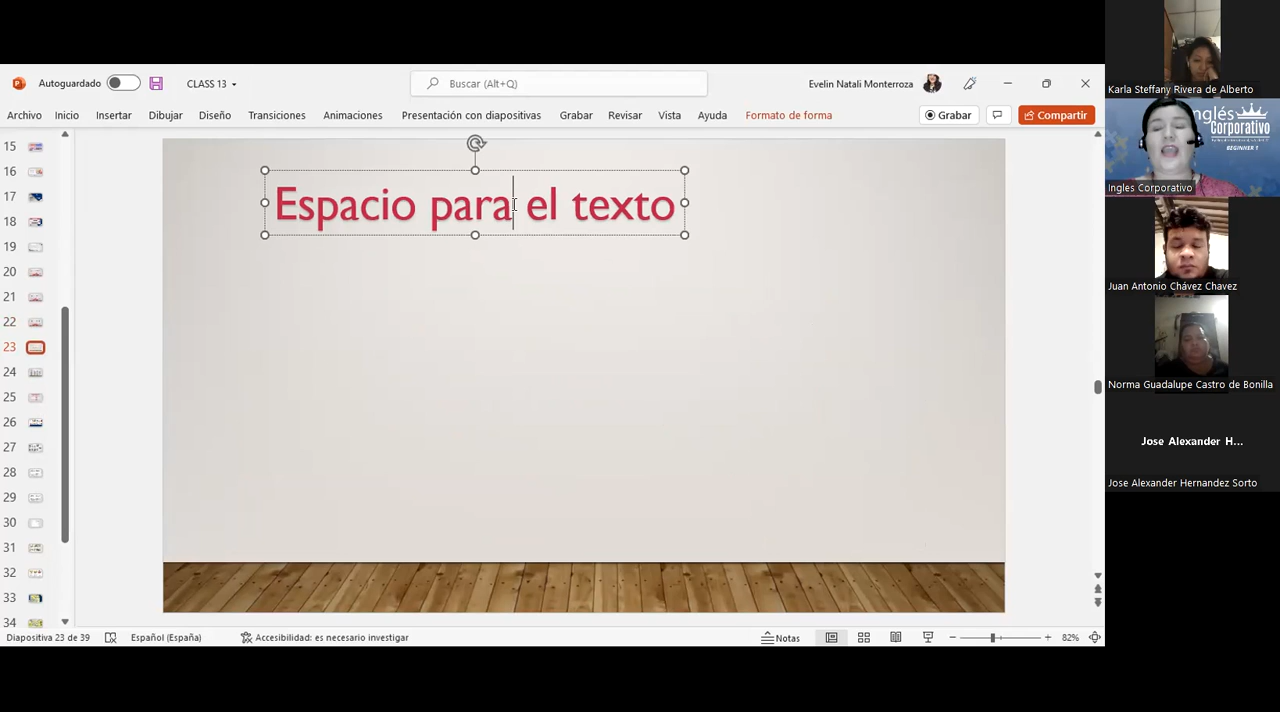 Autoguardado
CLASS 13
Buscar (Alt+Q)
Evelin Natali Monterroza
Archivo
Inicio
Insertar
Dibujar
Diseño
Transiciones
Animaciones
Presentación con diapositivas
Grabar
Revisar
Vista
Ayuda
Formato de forma
Grabar
Compartir
15
16
17
18
19
20
21
22
23
24
25
26
27
28
29
30
31
32
33
34
Espacio para el texto
Diapositiva 23 de 39
Español (España)
Accesibilidad: es necesario investigar
Notas
82%
Karla Steffany Rivera de Alberto
Inglés
Corporativo
BEGINNER 1
Ingles Corporativo
Juan Antonio Chávez Chavez
Norma Guadalupe Castro de Bonilla
Jose Alexander H...
Jose Alexander Hernandez Sorto